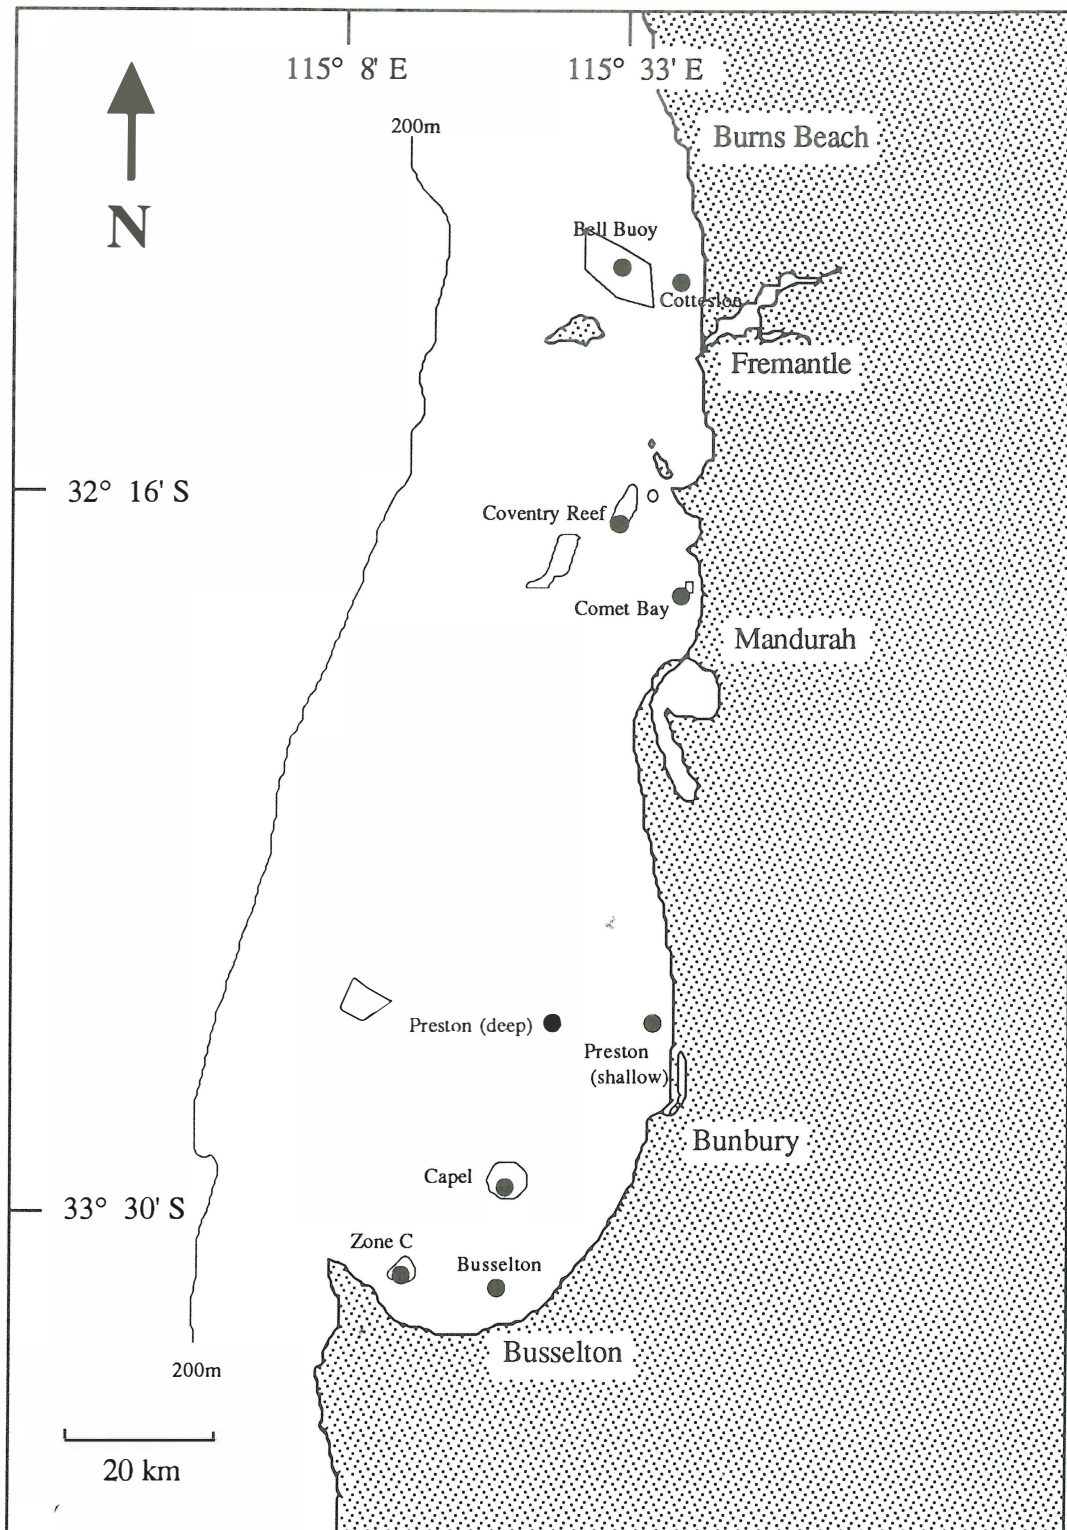 115° 8' E
115° 33' E
200m
Burns Beach
N
Bell Buoy
Cottesloe
Fremantle
32° 16' S
Coventry Reef
Comet Bay
Mandurah
Preston (deep)
Preston
(shallow)
Bunbury
Capel
33° 30' S
Zone C
Busselton
Busselton
200m
20 km